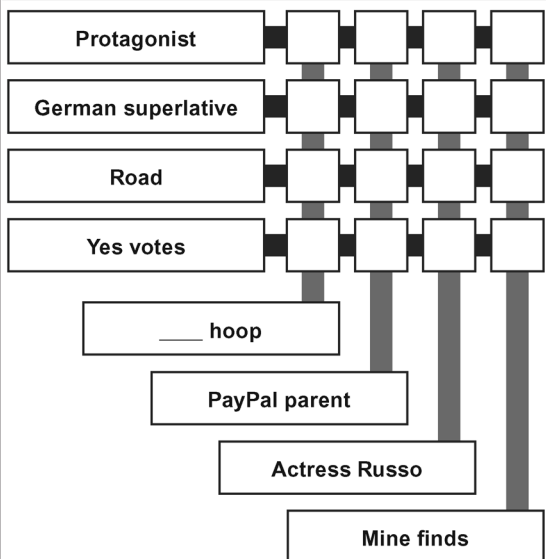 Protagonist
German superlative
Road
Yes votes
____ hoop
PayPal parent
Actress Russo
Mine finds